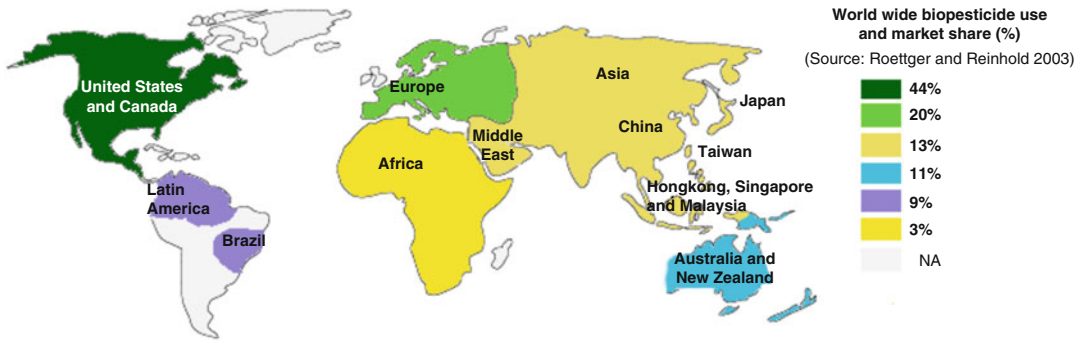 World wide biopesticide use
and market share (%)
(Source: Roettger and Reinhold 2003)
44%
20%
13%
11%
9%
3%
NA
United States
and Canada
Europe
Asia
Japan
China
Middle
East
Africa
Taiwan
Latin
America
Hongkong, Singapore
and Malaysia
Brazil
Australia and
New Zealand